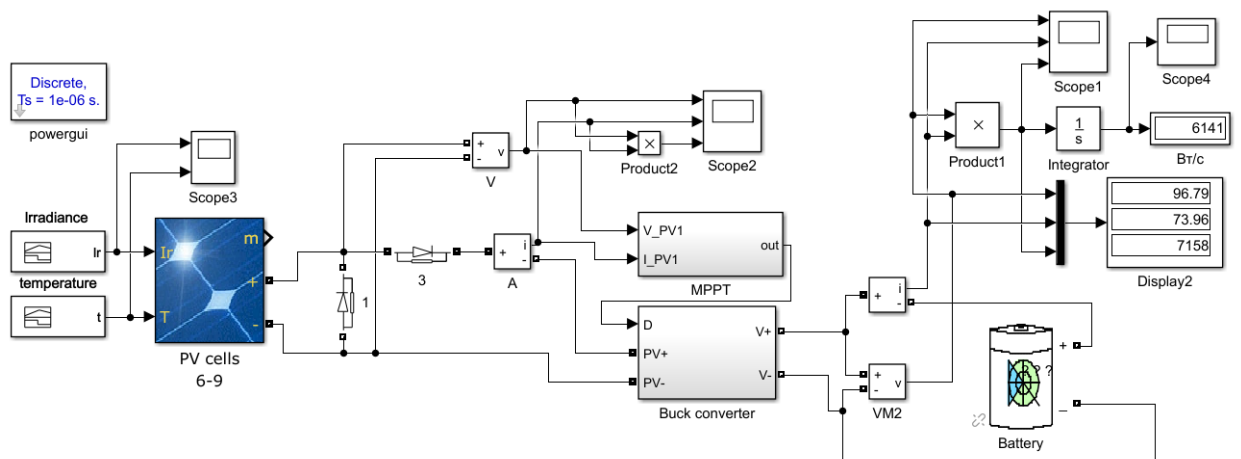 Discrete,
Ts = 1e-06 s.
powergui
Scope3
Irradiance
Ir
temperature
t
Ir
T
m
+
-
PV cells
6-9
1
3
+
-
v
V
+
i
-
A
×
Product2
Scope2
V_PV1
I_PV1
out
MPPT
D
PV+
PV-
V+
V-
Buck converter
+
i
-
+
-
v
VM2
×
Product1
1
s
Integrator
Scope1
Scope4
6141
Вт/с
96.79
73.96
7158
Display2
? ? ?
+
–
Battery